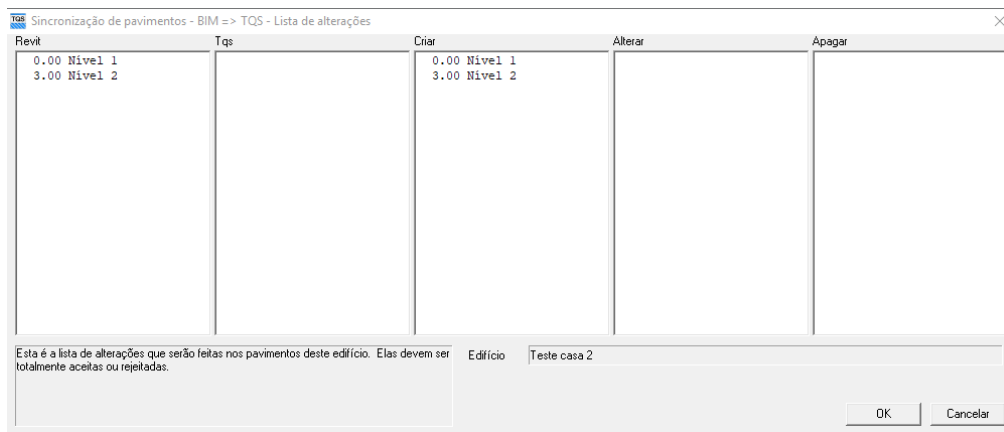 TQS Sincronização de pavimentos - BIM => TQS - Lista de alterações
Revit Tqs Criar Alterar Apagar
0.00 Nível 1 0.00 Nível 1
3.00 Nível 2 3.00 Nível 2
Esta é a lista de alterações que serão feitas nos pavimentos deste edifício. Elas devem ser
totalmente aceitas ou rejeitadas.
Edifício Teste casa 2
OK Cancelar